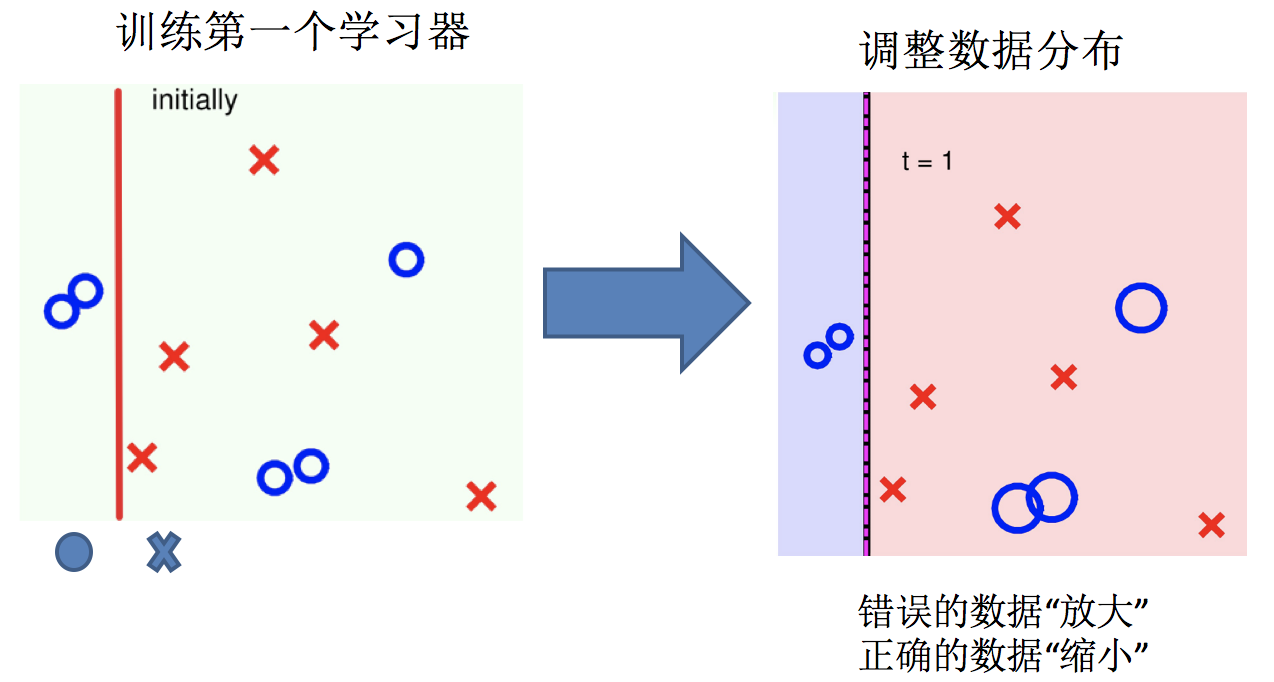 训练第一个学习器
initially
调整数据分布
t = 1
错误的数据“放大”
正确的数据“缩小”